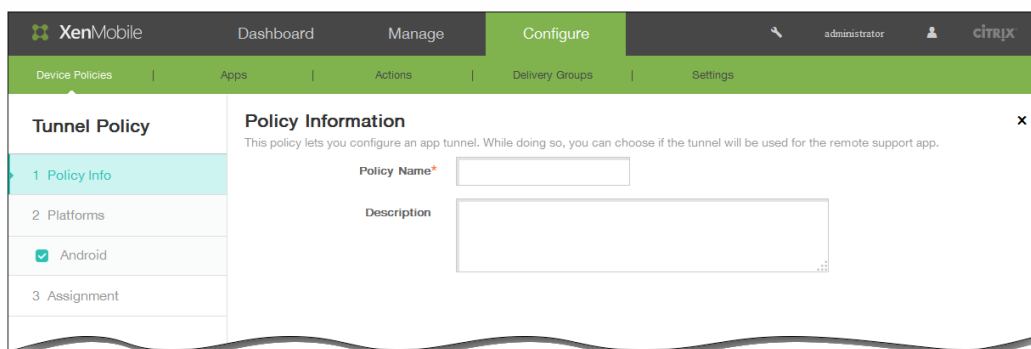 XenMobile Dashboard Manage Configure administrator CITRIX
Device Policies | Apps | Actions | Delivery Groups | Settings
Tunnel Policy
1 Policy Info
2 Platforms
Android
3 Assignment
Policy Information
x
This policy lets you configure an app tunnel. While doing so, you can choose if the tunnel will be used for the remote support app.
Policy Name*
Description